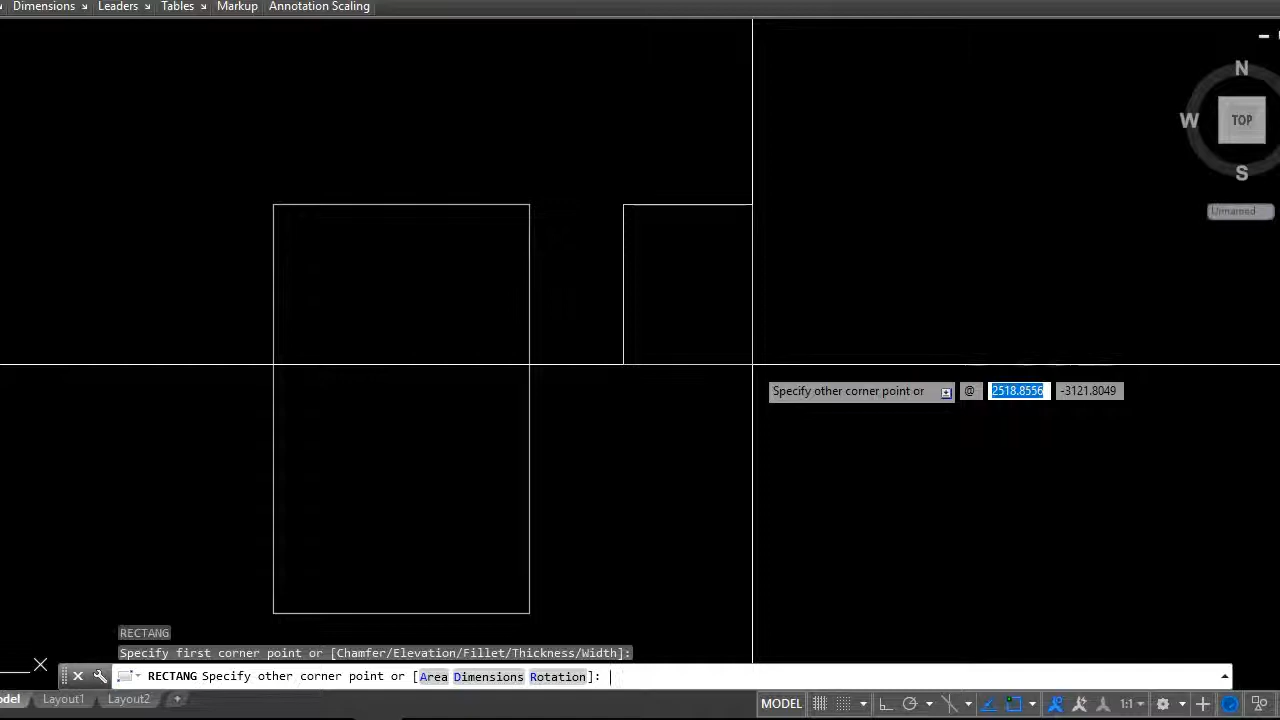 Dimensions Leaders Tables Markup Annotation Scaling
N
W TOP
S
Unnamed
Specify other corner point or @ 2518.8556 -3121.8049
RECTANG
Specify first corner point or [Chamfer/Elevation/Fillet/Thickness/Width]:
RECTANG Specify other corner point or [Area Dimensions Rotation]:
odel Layout1 Layout2 + MODEL 1:1